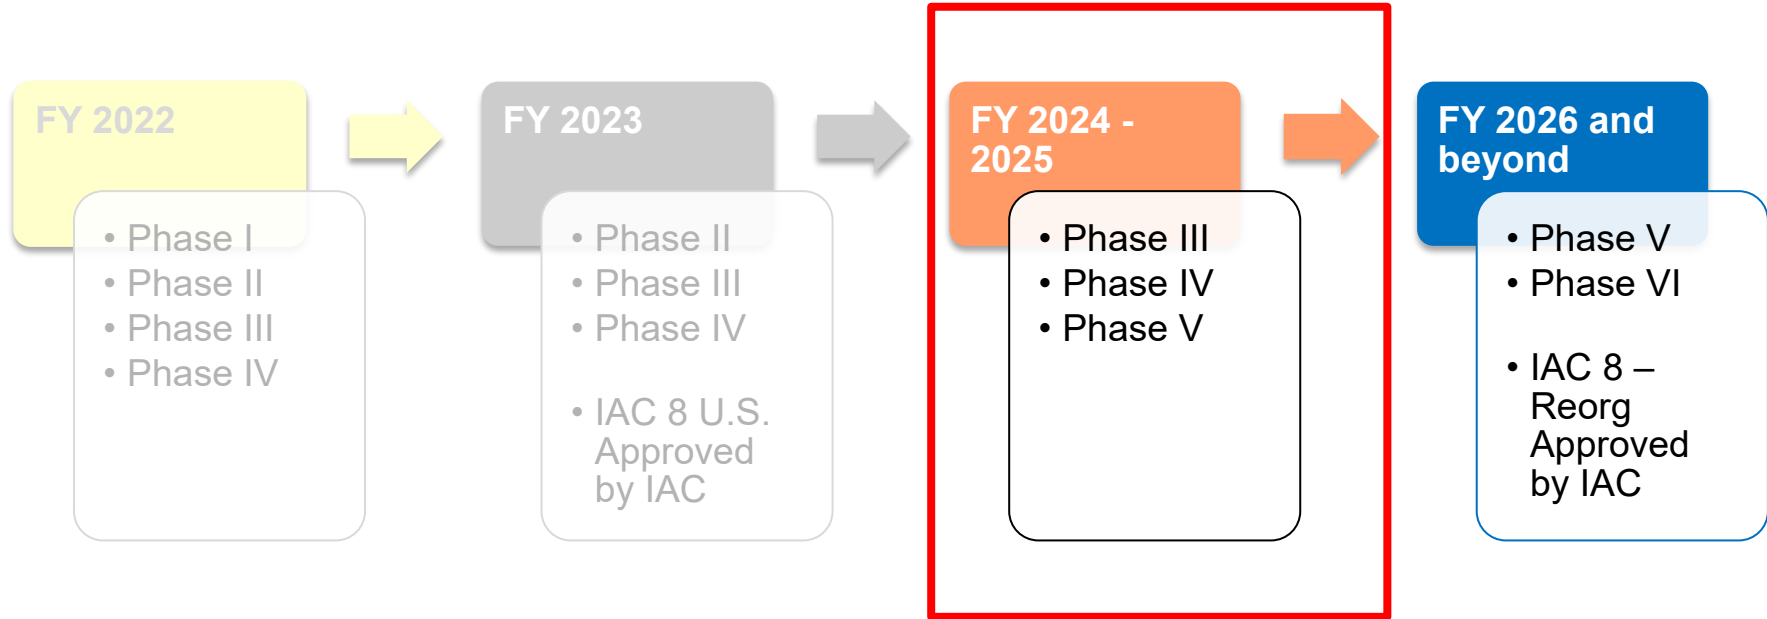 FY 2022
• Phase I
• Phase II
• Phase III
• Phase IV
FY 2023
• Phase II
• Phase III
• Phase IV
• IAC 8 U.S.
Approved
by IAC
FY 2024 -
2025
• Phase III
• Phase IV
• Phase V
FY 2026 and
beyond
• Phase V
• Phase VI
• IAC 8 –
Reorg
Approved
by IAC